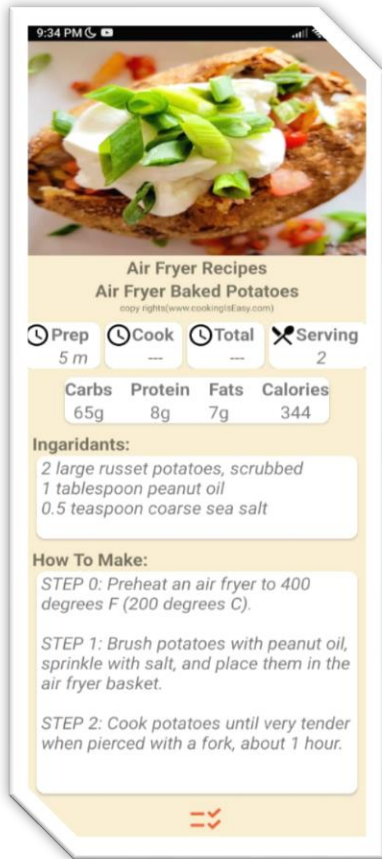 9:34 PM
Air Fryer Recipes
Air Fryer Baked Potatoes
copy rights(www.cookingIsEasy.com)
Prep Cook Total Serving
5 m --- --- 2
Carbs Protein Fats Calories
65g 8g 7g 344
Ingaridants:
2 large russet potatoes, scrubbed
1 tablespoon peanut oil
0.5 teaspoon coarse sea salt
How To Make:
STEP 0: Preheat an air fryer to 400
degrees F (200 degrees C).
STEP 1: Brush potatoes with peanut oil,
sprinkle with salt, and place them in the
air fryer basket.
STEP 2: Cook potatoes until very tender
when pierced with a fork, about 1 hour.